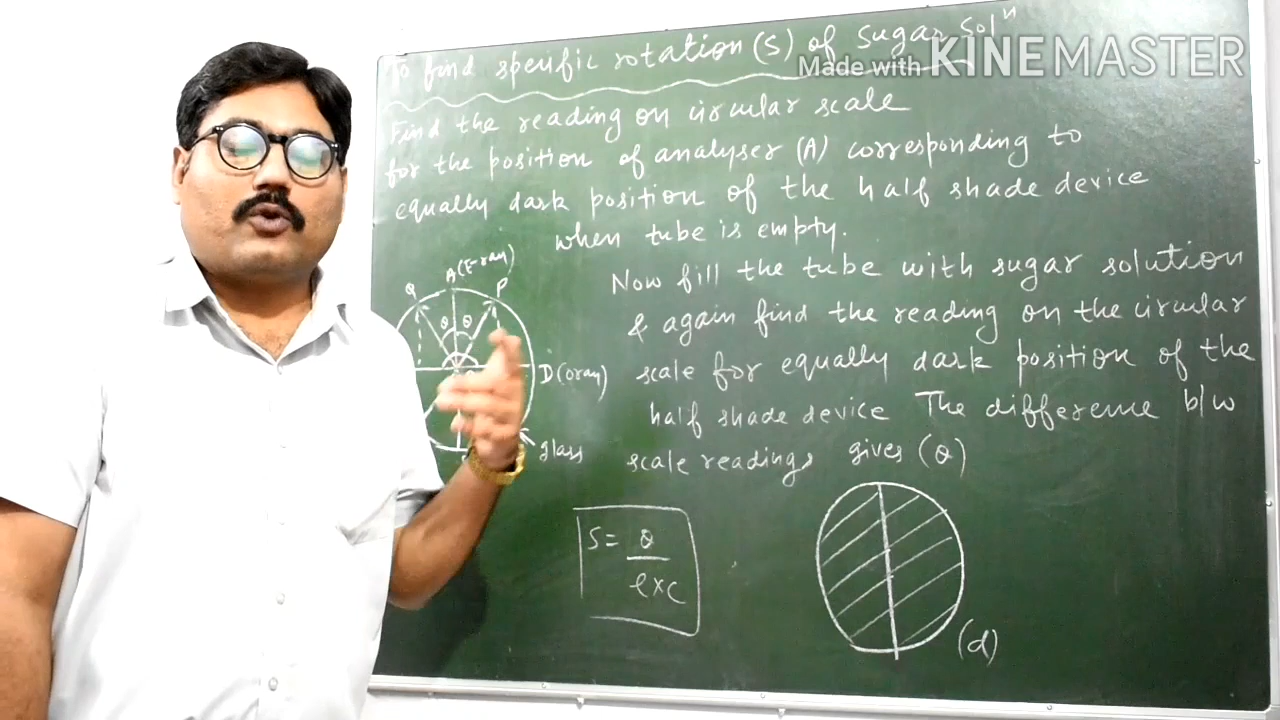 To find specific rotation (S) of Sugar Solⁿ
Made with KINEMASTER
Find the reading on circular scale
for the position of analyser (A) corresponding to
equally dark position of the half shade device
when tube is empty.
Now fill the tube with sugar solution
& again find the reading on the circular
scale for equally dark position of the
half shade device The difference b/w
scale readings gives (θ)
A (E-ray)
Q
P
θ θ
D (O ray)
glass
S = θ
l×c
(d)